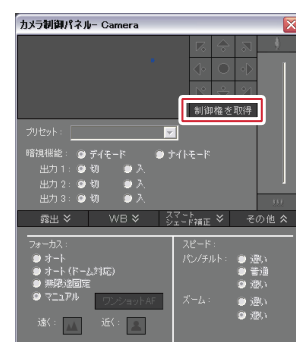 カメラ制御パネル- Camera
制御権を取得
プリセット：
暗視機能： デイモード ナイトモード
出力1： 切 入
出力2： 切 入
出力3： 切 入
露出 WB スマートシェード補正 その他
フォーカス： スピード：
オート パン/チルト： 速い
オート(ドーム対応) 普通
無限遠固定 遅い
マニュアル ワンショットAF ズーム： 速い
遅い
遠く： 近く：